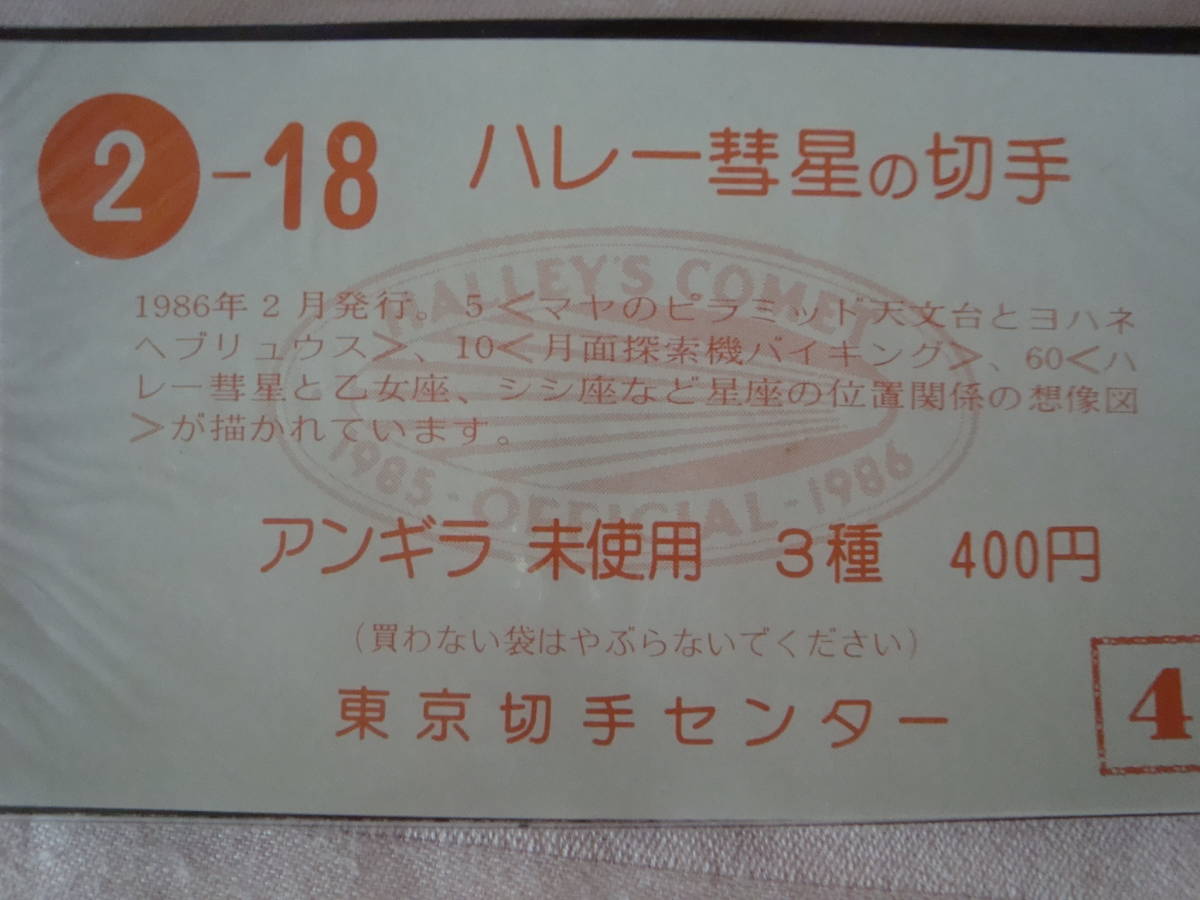 2-18 ハレー彗星の切手
HALLEY'S COMET
1986年2月発行。5<マヤのピラミッド天文台とヨハネ
ヘブリュウス>、10<月面探索機バイキング>、60<ハ
レー彗星と乙女座、シシ座など星座の位置関係の想像図
>が描かれています。
1985-OFFICIAL-1986
アンギラ 未使用 3種 400円
(買わない袋はやぶらないでください)
東京切手センター
4